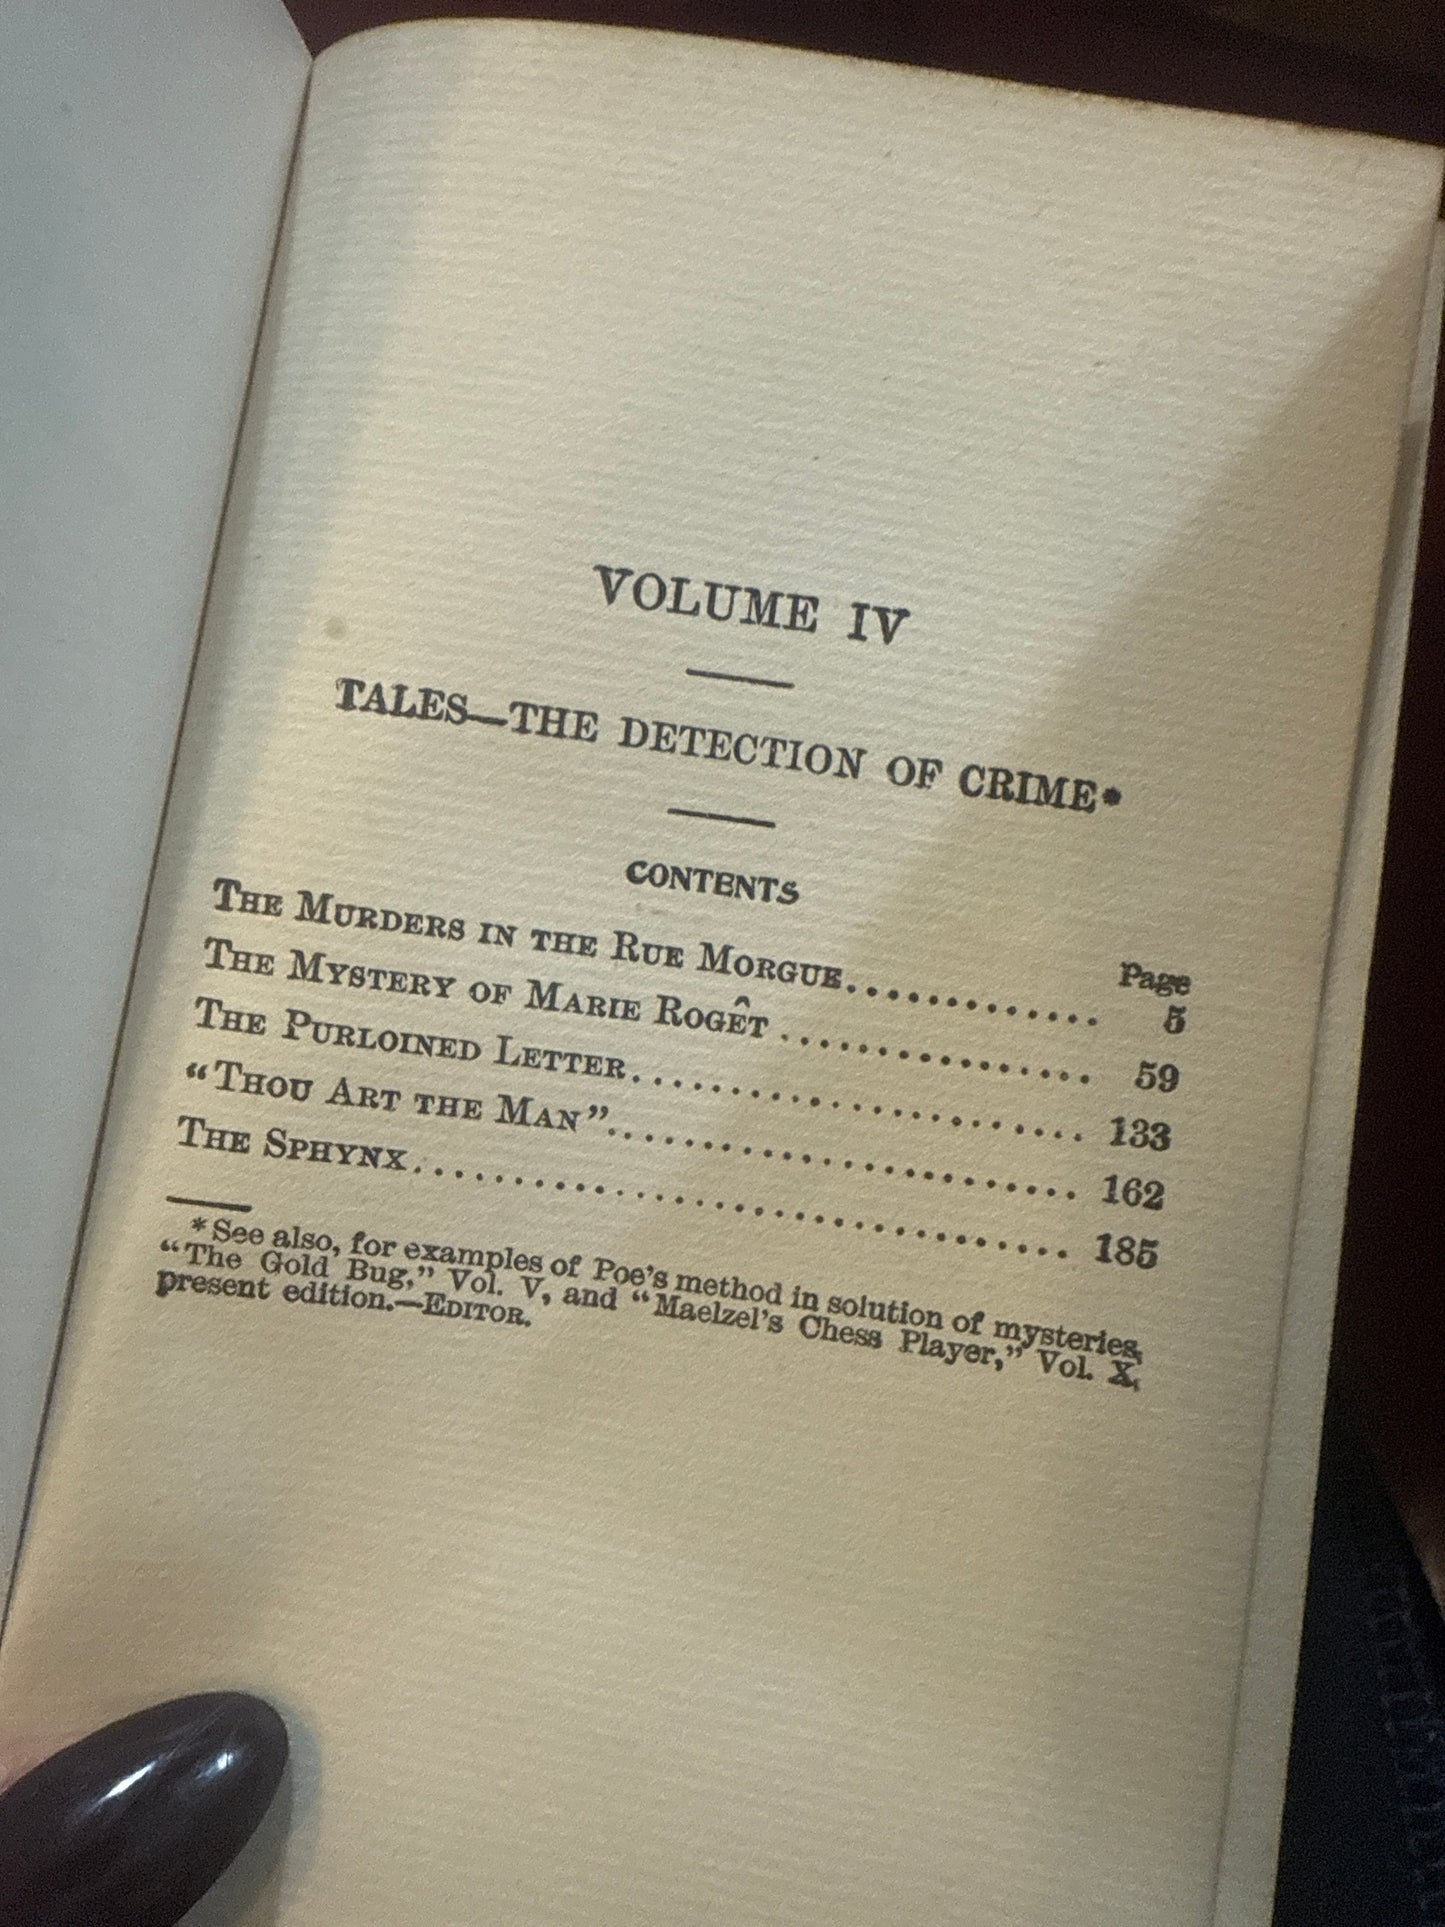 VOLUME IV
TALES—THE DETECTION OF CRIME*
CONTENTS
Page
THE MURDERS IN THE RUE MORGUE............. 5
THE MYSTERY OF MARIE ROGÊT ................ 59
THE PURLOINED LETTER....................... 133
“THOU ART THE MAN”........................ 162
THE SPHYNX................................. 185
*See also, for examples of Poe's method in solution of mysteries,
“The Gold Bug,” Vol. V, and “Maelzel's Chess Player,” Vol. X,
present edition.—EDITOR.